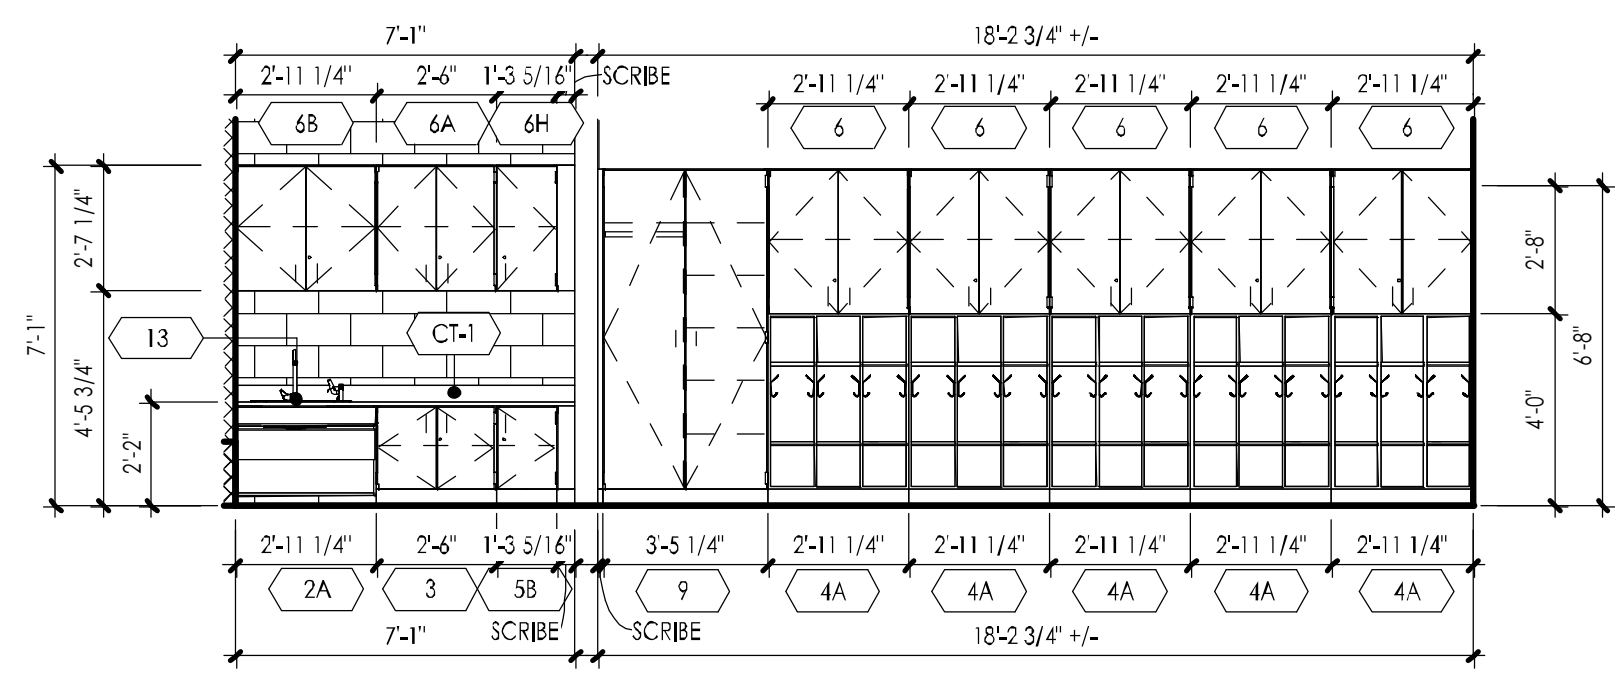 7'-1" 18'-2 3/4" +/-
2'-11 1/4" 2'-6" 1'-3 5/16" SCRIBE 2'-11 1/4" 2'-11 1/4" 2'-11 1/4" 2'-11 1/4" 2'-11 1/4"
6B 6A 6H 6 6 6 6 6
7'-1"
2'-7 1/4"
4'-5 3/4"
2'-2"
13
CT-1
2'-8"
4'-0"
6'-8"
2'-11 1/4" 2'-6" 1'-3 5/16" 3'-5 1/4" 2'-11 1/4" 2'-11 1/4" 2'-11 1/4" 2'-11 1/4" 2'-11 1/4"
2A 3 5B 9 4A 4A 4A 4A 4A
7'-1" SCRIBE SCRIBE 18'-2 3/4" +/-